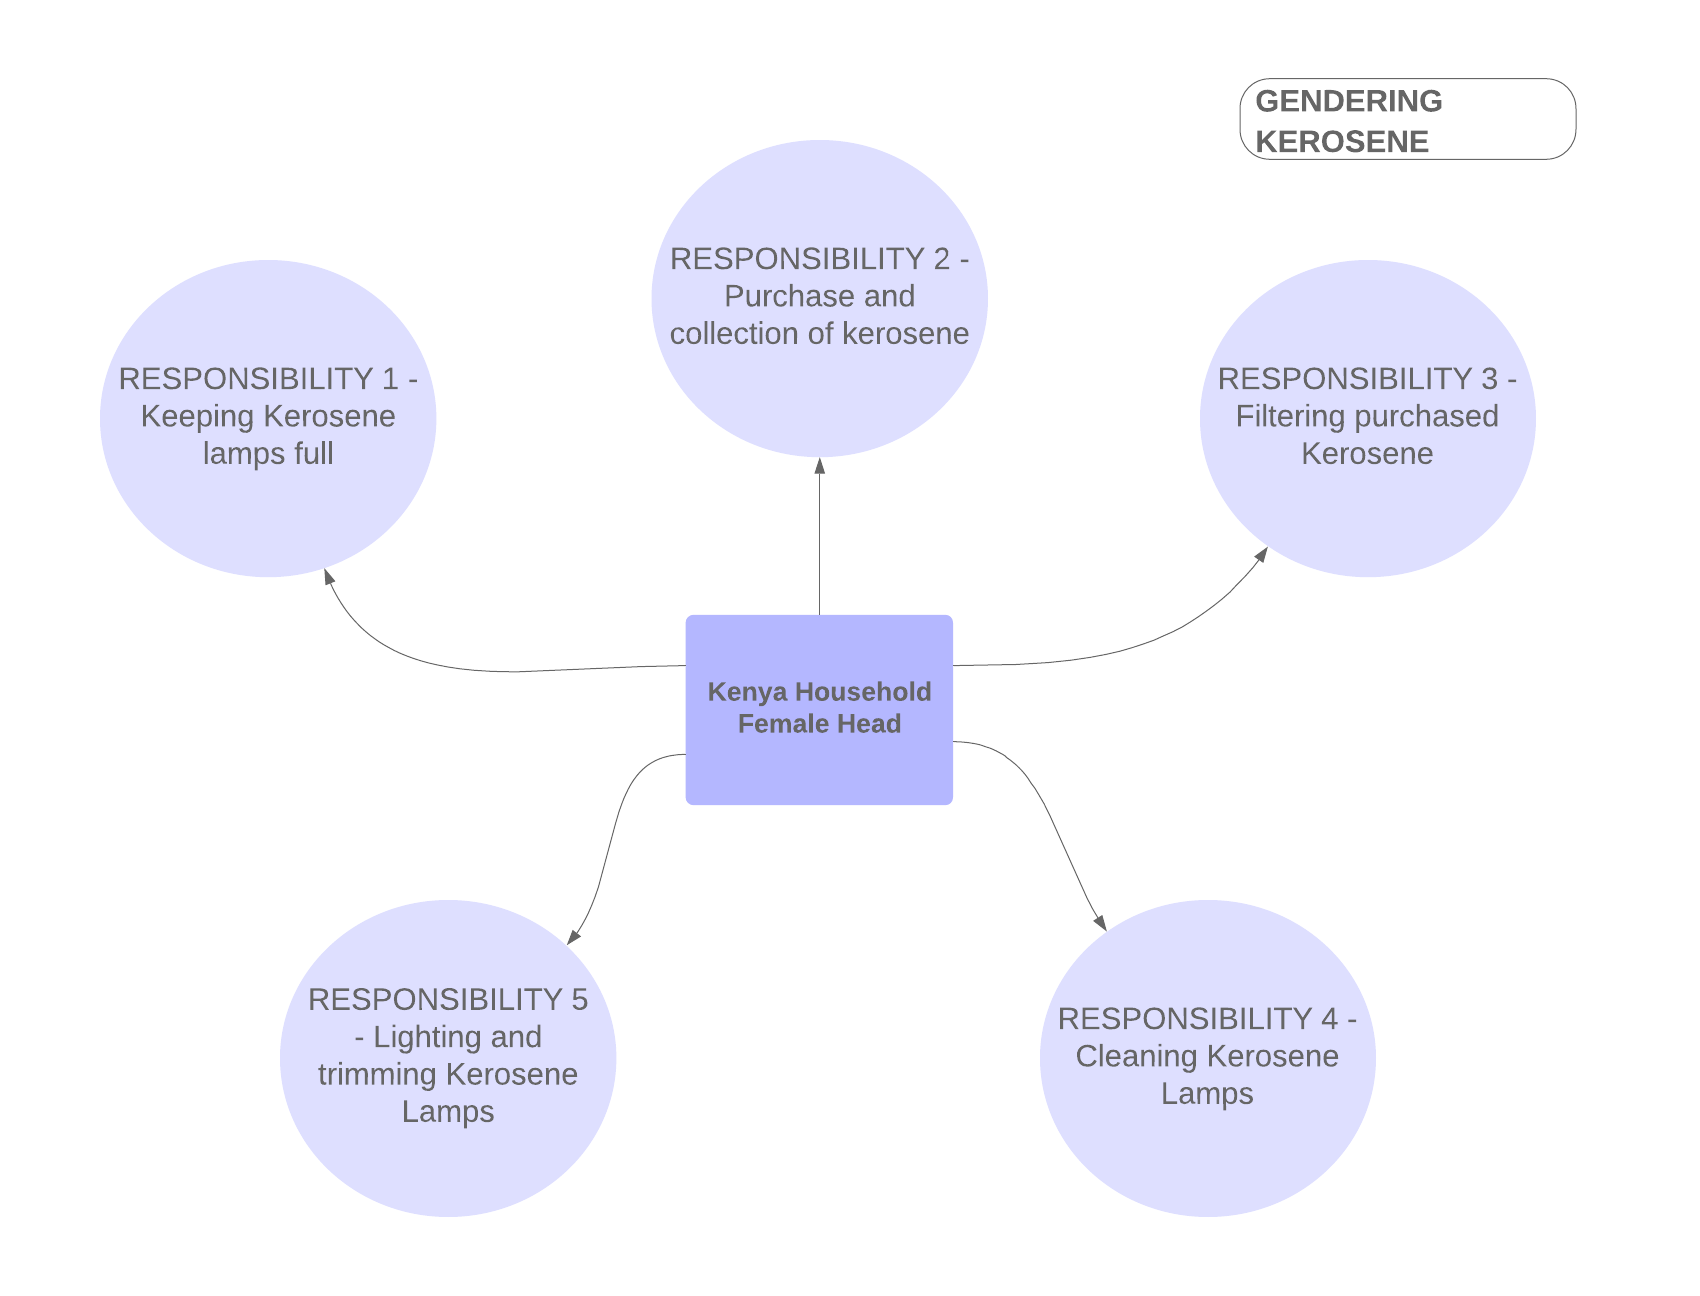 GENDERING
KEROSENE
RESPONSIBILITY 1 -
Keeping Kerosene
lamps full
RESPONSIBILITY 2 -
Purchase and
collection of kerosene
RESPONSIBILITY 3 -
Filtering purchased
Kerosene
Kenya Household
Female Head
RESPONSIBILITY 5
- Lighting and
trimming Kerosene
Lamps
RESPONSIBILITY 4 -
Cleaning Kerosene
Lamps